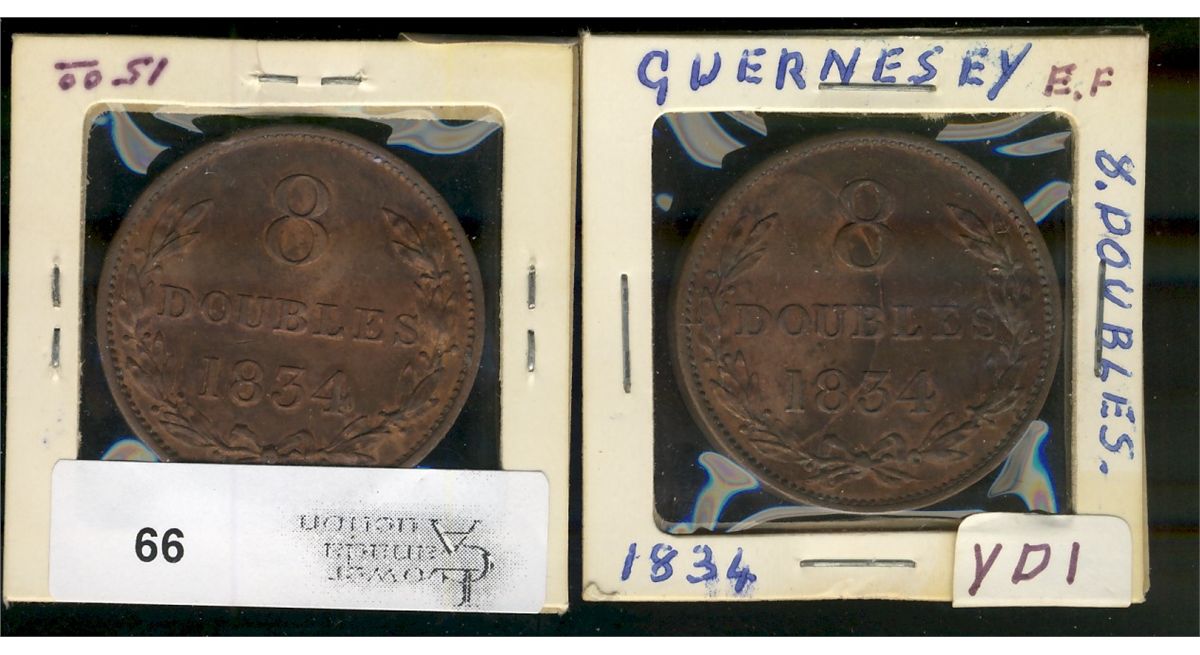 15 00
8
DOUBLES
1834
66
GUERNESEY E.F
8. DOUBLES.
8
DOUBLES
1834
1834
YD1